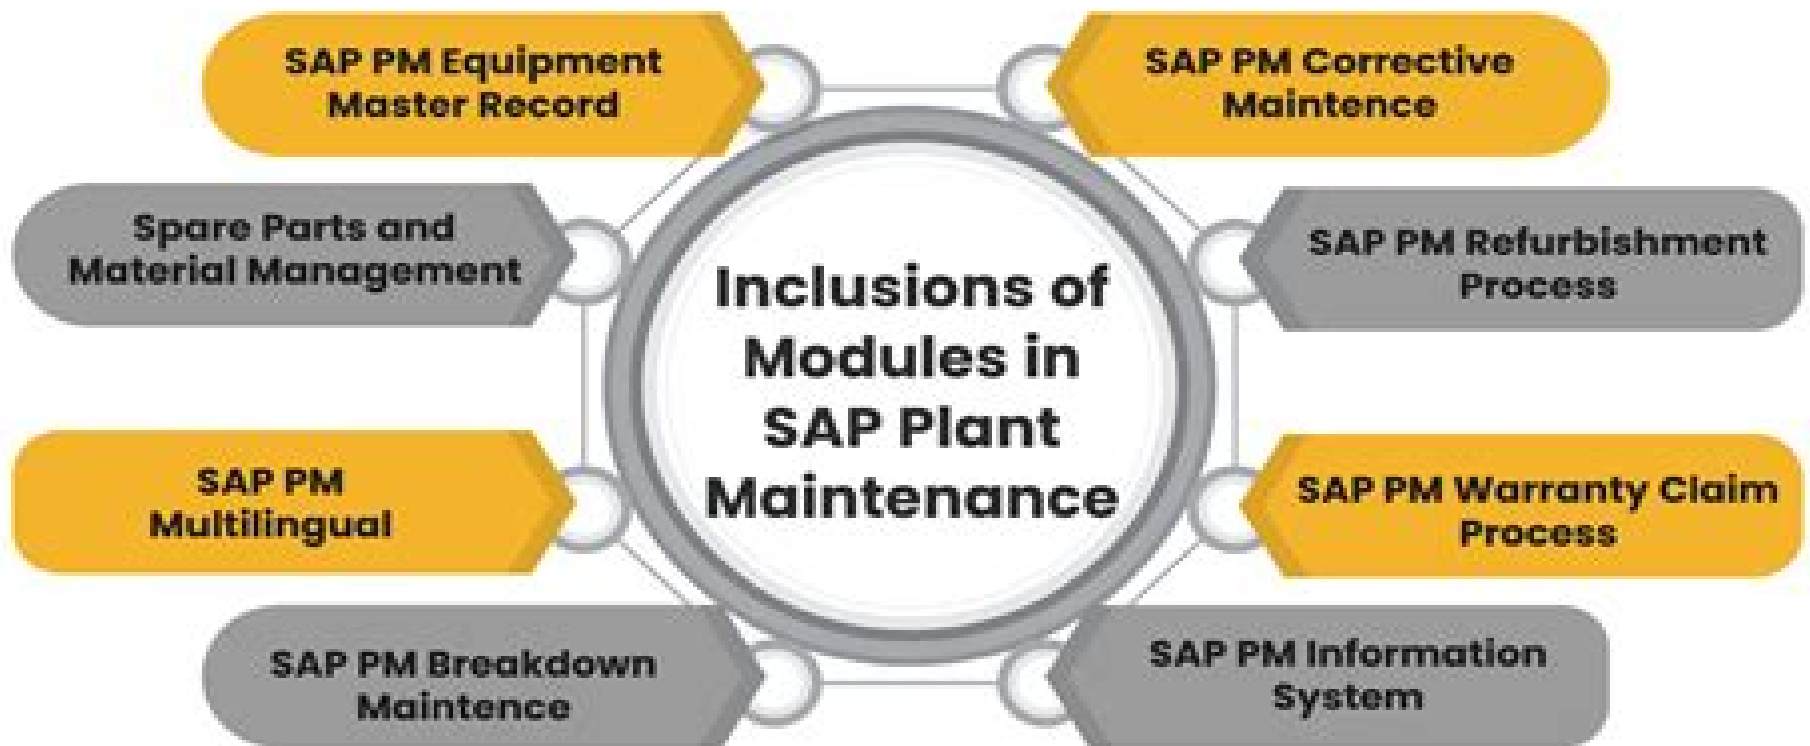 SAP PM Equipment
Master Record
SAP PM Corrective
Maintence
Spare Parts and
Material Management
SAP PM Refurbishment
Process
Inclusions of
Modules in
SAP Plant
Maintenance
SAP PM
Multilingual
SAP PM Warranty Claim
Process
SAP PM Breakdown
Maintence
SAP PM Information
System